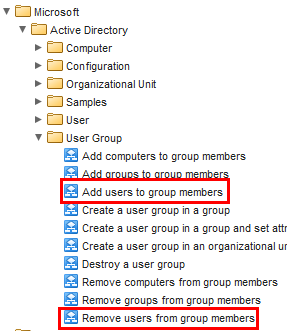 Microsoft
Active Directory
Computer
Configuration
Organizational Unit
Samples
User
User Group
Add computers to group members
Add groups to group members
Add users to group members
Create a user group in a group
Create a user group in a group and set att
Create a user group in an organizational u
Destroy a user group
Remove computers from group members
Remove groups from group members
Remove users from group members